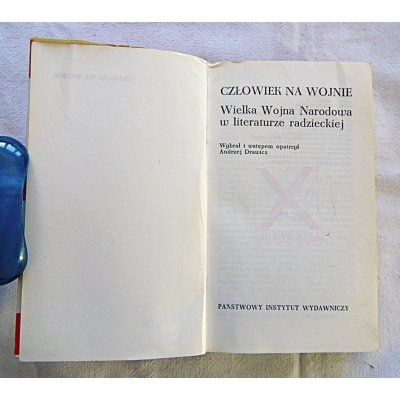 CZŁOWIEK NA WOJNIE
Wielka Wojna Narodowa
w literaturze radzieckiej
Wybrał i wstępem opatrzył
Andrzej Drawicz
PAŃSTWOWY INSTYTUT WYDAWNICZY